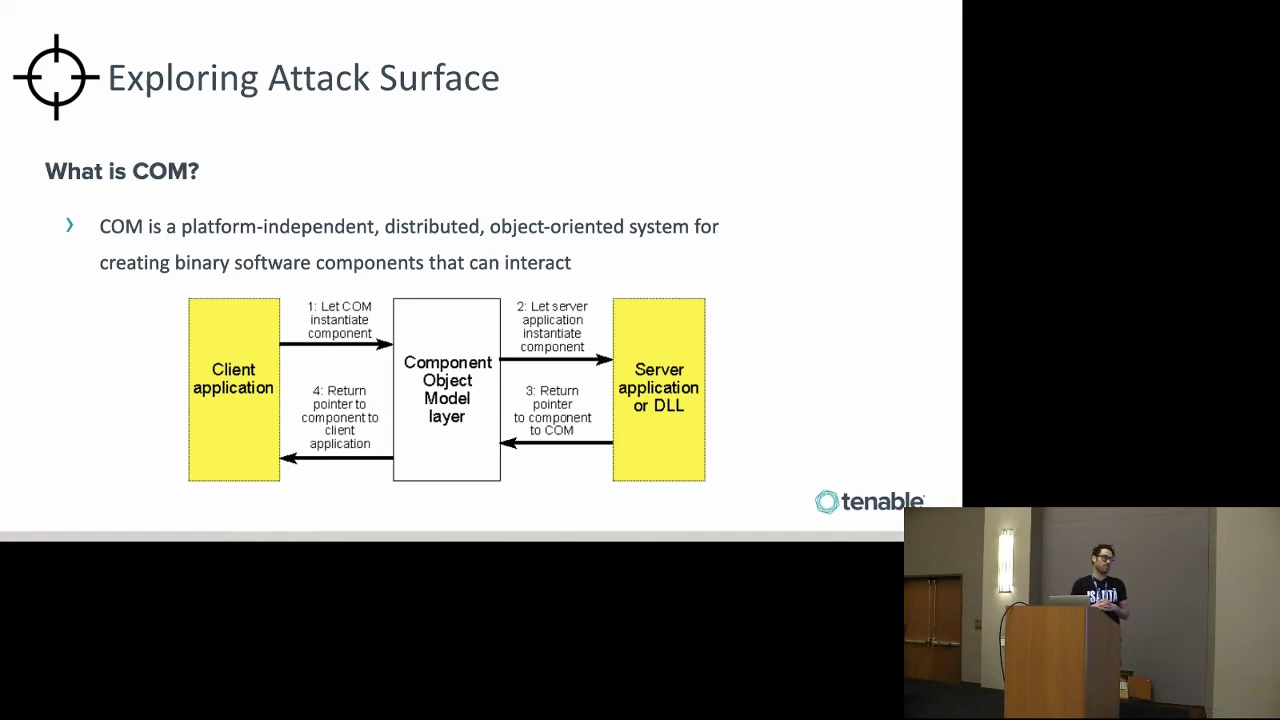 Exploring Attack Surface
What is COM?
› COM is a platform-independent, distributed, object-oriented system for
creating binary software components that can interact
Client
application
1: Let COM
instantiate
component
4: Return
pointer to
component to
client
application
Component
Object
Model
layer
2: Let server
application
instantiate
component
3: Return
pointer
to component
to COM
Server
application
or DLL
tenable